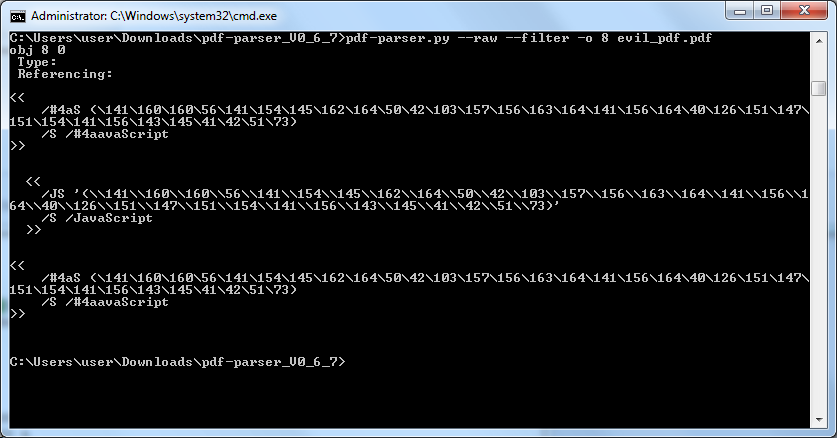 Administrator: C:\Windows\system32\cmd.exe
C:\Users\user\Downloads\pdf-parser_V0_6_7>pdf-parser.py --raw --filter -o 8 evil_pdf.pdf
obj 8 0
 Type:
 Referencing:
<<
/#4aS (\141\160\160\56\141\154\145\162\164\50\42\103\157\156\163\164\141\156\164\40\126\151\147\
151\154\141\156\143\145\41\42\51\73)
/S /#4aavaScript
>>
<<
/JS '(\\141\\160\\160\\56\\141\\154\\145\\162\\164\\50\\42\\103\\157\\156\\163\\164\\141\\156\\1
64\\40\\126\\151\\147\\151\\154\\141\\156\\143\\145\\41\\42\\51\\73)'
/S /JavaScript
>>
<<
/#4aS (\141\160\160\56\141\154\145\162\164\50\42\103\157\156\163\164\141\156\164\40\126\151\147\
151\154\141\156\143\145\41\42\51\73)
/S /#4aavaScript
>>
C:\Users\user\Downloads\pdf-parser_V0_6_7>